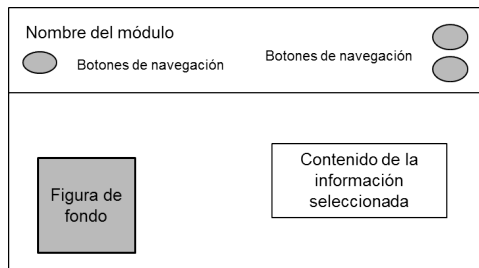 Nombre del módulo
Botones de navegación
Botones de navegación
Figura de
fondo
Contenido de la
información
seleccionada